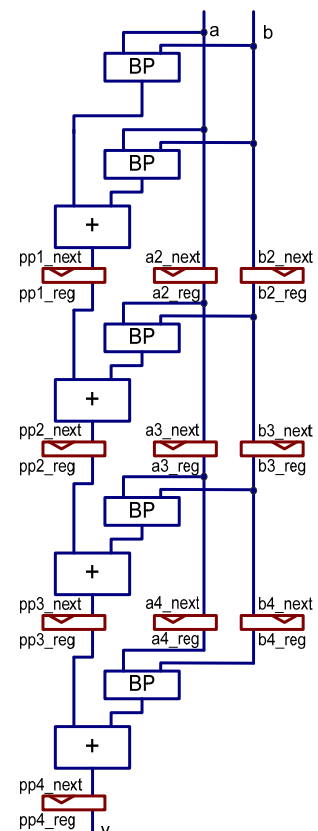 a b
BP
BP
+
pp1_next a2_next b2_next
pp1_reg a2_reg b2_reg
BP
+
pp2_next a3_next b3_next
pp2_reg a3_reg b3_reg
BP
+
pp3_next a4_next b4_next
pp3_reg a4_reg b4_reg
BP
+
pp4_next
pp4_reg
y